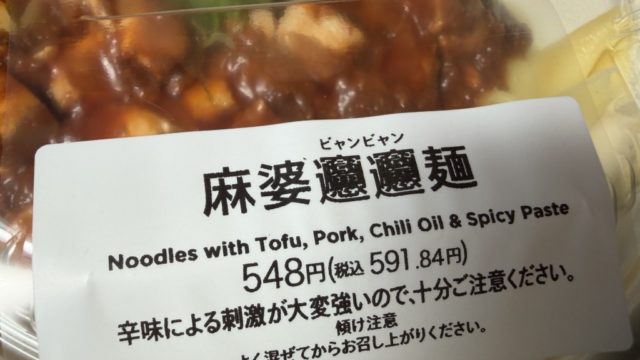 ビャンビャン
麻婆𰻞𰻞麺
Noodles with Tofu, Pork, Chili Oil & Spicy Paste
548円(税込 591.84円)
辛味による刺激が大変強いので、十分ご注意ください。
傾け注意
よく混ぜてからお召し上がりください。